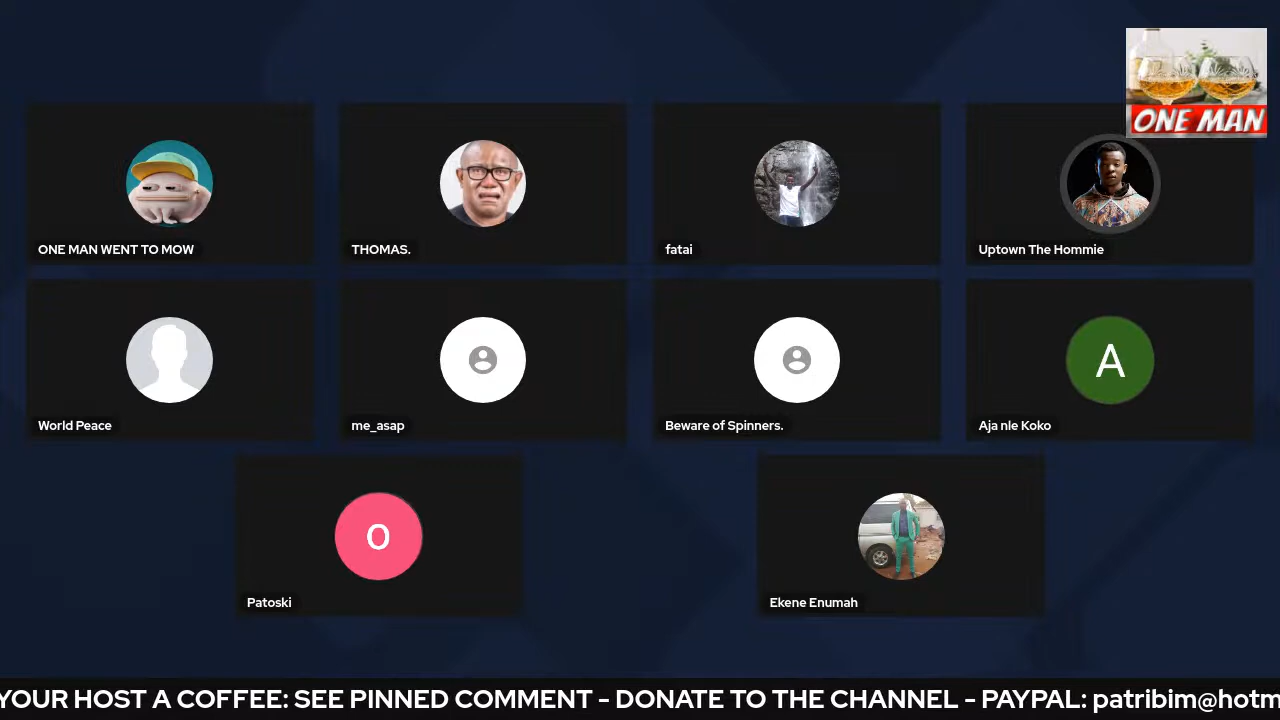 ONE MAN
ONE MAN WENT TO MOW
THOMAS.
fatai
Uptown The Hommie
World Peace
me_asap
Beware of Spinners.
A
Aja nle Koko
O
Patoski
Ekene Enumah
YOUR HOST A COFFEE: SEE PINNED COMMENT - DONATE TO THE CHANNEL - PAYPAL: patribim@hotm